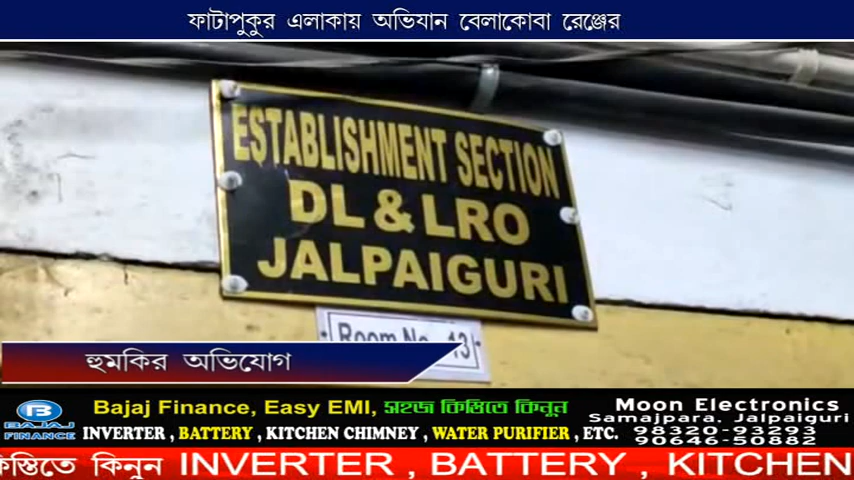 ফাটাপুকুর এলাকায় অভিযান বেলাকোবা রেঞ্জের
ESTABLISHMENT SECTION
DL & LRO
JALPAIGURI
Room No - 13
হুমকির অভিযোগ
B
BAJAJ
FINANCE
Bajaj Finance, Easy EMI, সহজ কিস্তিতে কিনুন
INVERTER , BATTERY , KITCHEN CHIMNEY , WATER PURIFIER , ETC.
Moon Electronics
Samajpara, Jalpaiguri
98320-93293
90646-50882
কিস্তিতে কিনুন INVERTER , BATTERY , KITCHEN